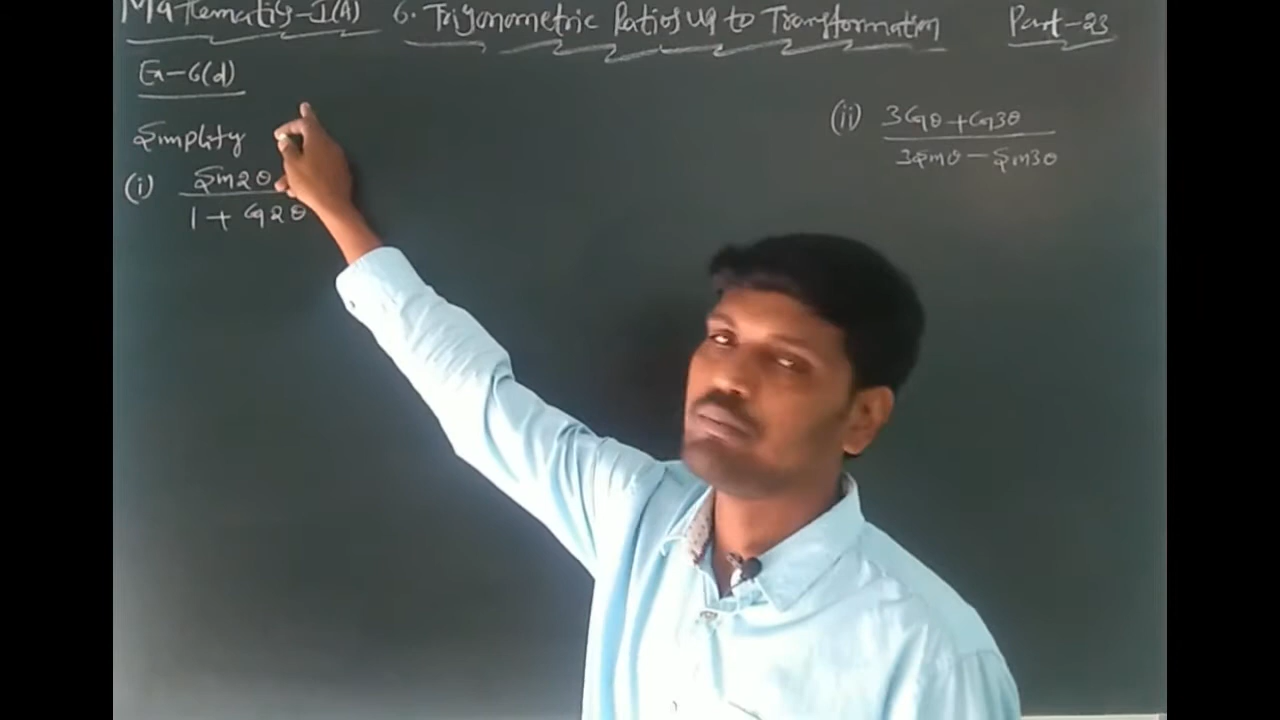 Mathematics-I(A) 6. Trigonometric Ratios up to Transformation Part-23
Ex-6(d)
Simplify
(i) Sin2θ
1 + Cos2θ
(ii) 3Cosθ + Cos3θ
3Sinθ - Sin3θ